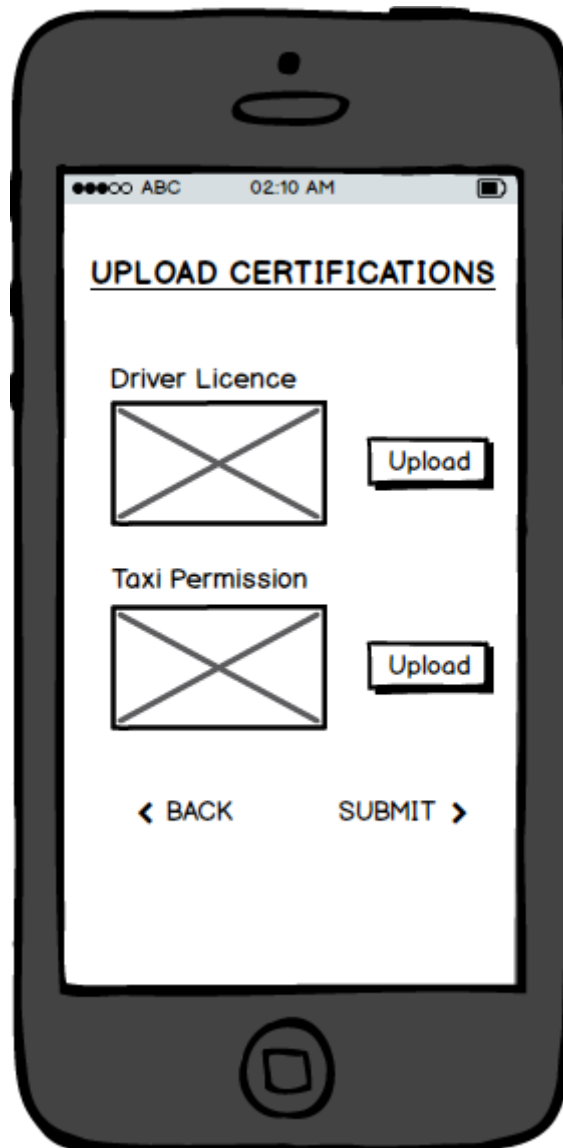 ABC 02:10 AM
UPLOAD CERTIFICATIONS
Driver Licence
Upload
Taxi Permission
Upload
BACK SUBMIT